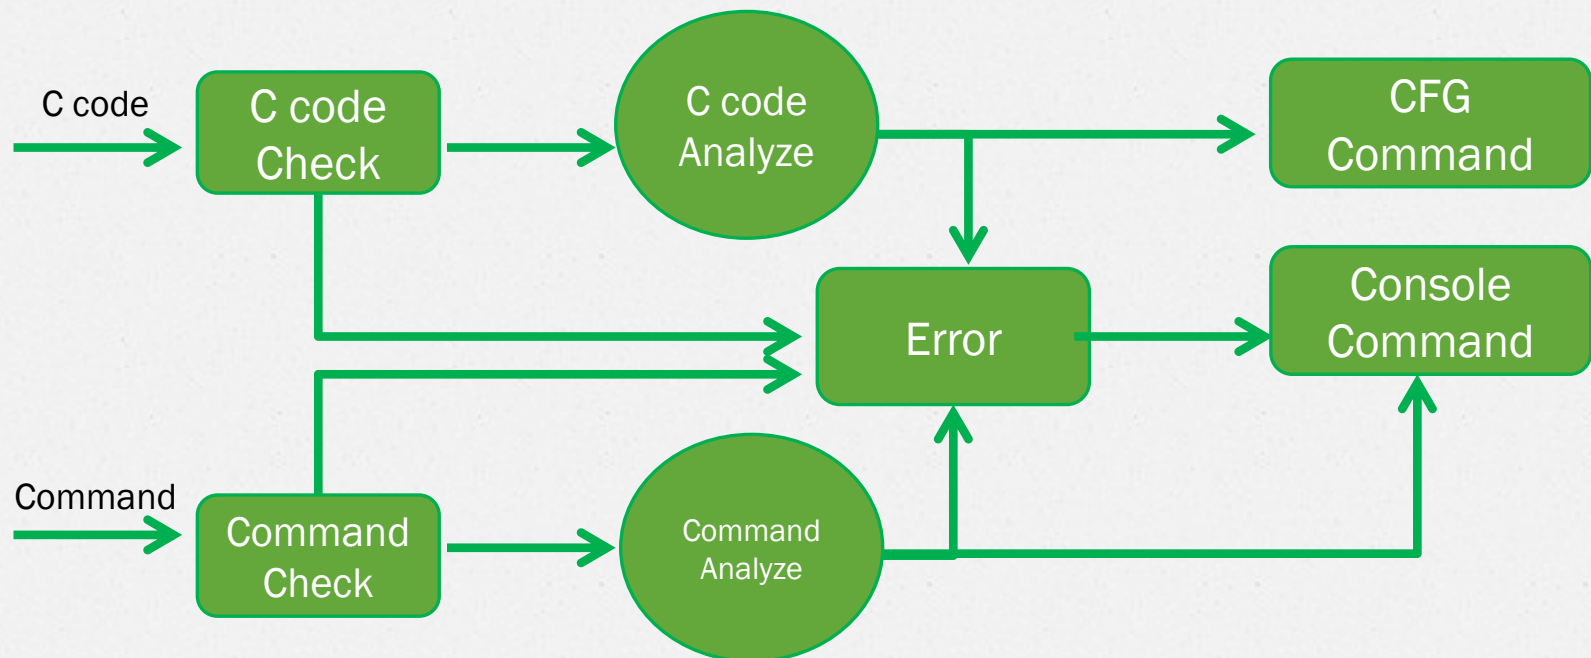 C code
C code
Check
C code
Analyze
CFG
Command
Error
Console
Command
Command
Command
Check
Command
Analyze